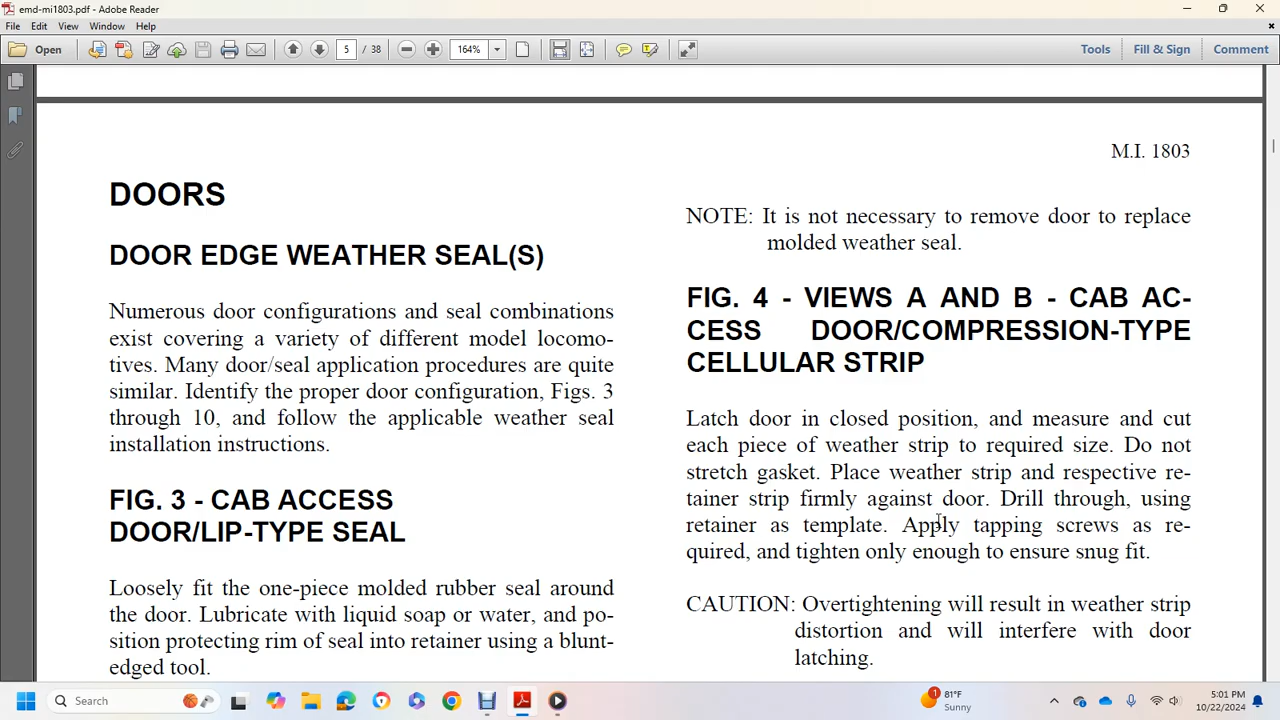 emd-mi1803.pdf - Adobe Reader
File Edit View Window Help
Open 5 / 38 164% Tools Fill & Sign Comment
M.I. 1803
DOORS
DOOR EDGE WEATHER SEAL(S)
Numerous door configurations and seal combinations
exist covering a variety of different model locomo-
tives. Many door/seal application procedures are quite
similar. Identify the proper door configuration, Figs. 3
through 10, and follow the applicable weather seal
installation instructions.
FIG. 3 - CAB ACCESS
DOOR/LIP-TYPE SEAL
Loosely fit the one-piece molded rubber seal around
the door. Lubricate with liquid soap or water, and po-
sition protecting rim of seal into retainer using a blunt-
edged tool.
NOTE: It is not necessary to remove door to replace
molded weather seal.
FIG. 4 - VIEWS A AND B - CAB AC-
CESS DOOR/COMPRESSION-TYPE
CELLULAR STRIP
Latch door in closed position, and measure and cut
each piece of weather strip to required size. Do not
stretch gasket. Place weather strip and respective re-
tainer strip firmly against door. Drill through, using
retainer as template. Apply tapping screws as re-
quired, and tighten only enough to ensure snug fit.
CAUTION: Overtightening will result in weather strip
distortion and will interfere with door
latching.
Search
1
81°F
Sunny
5:01 PM
10/22/2024